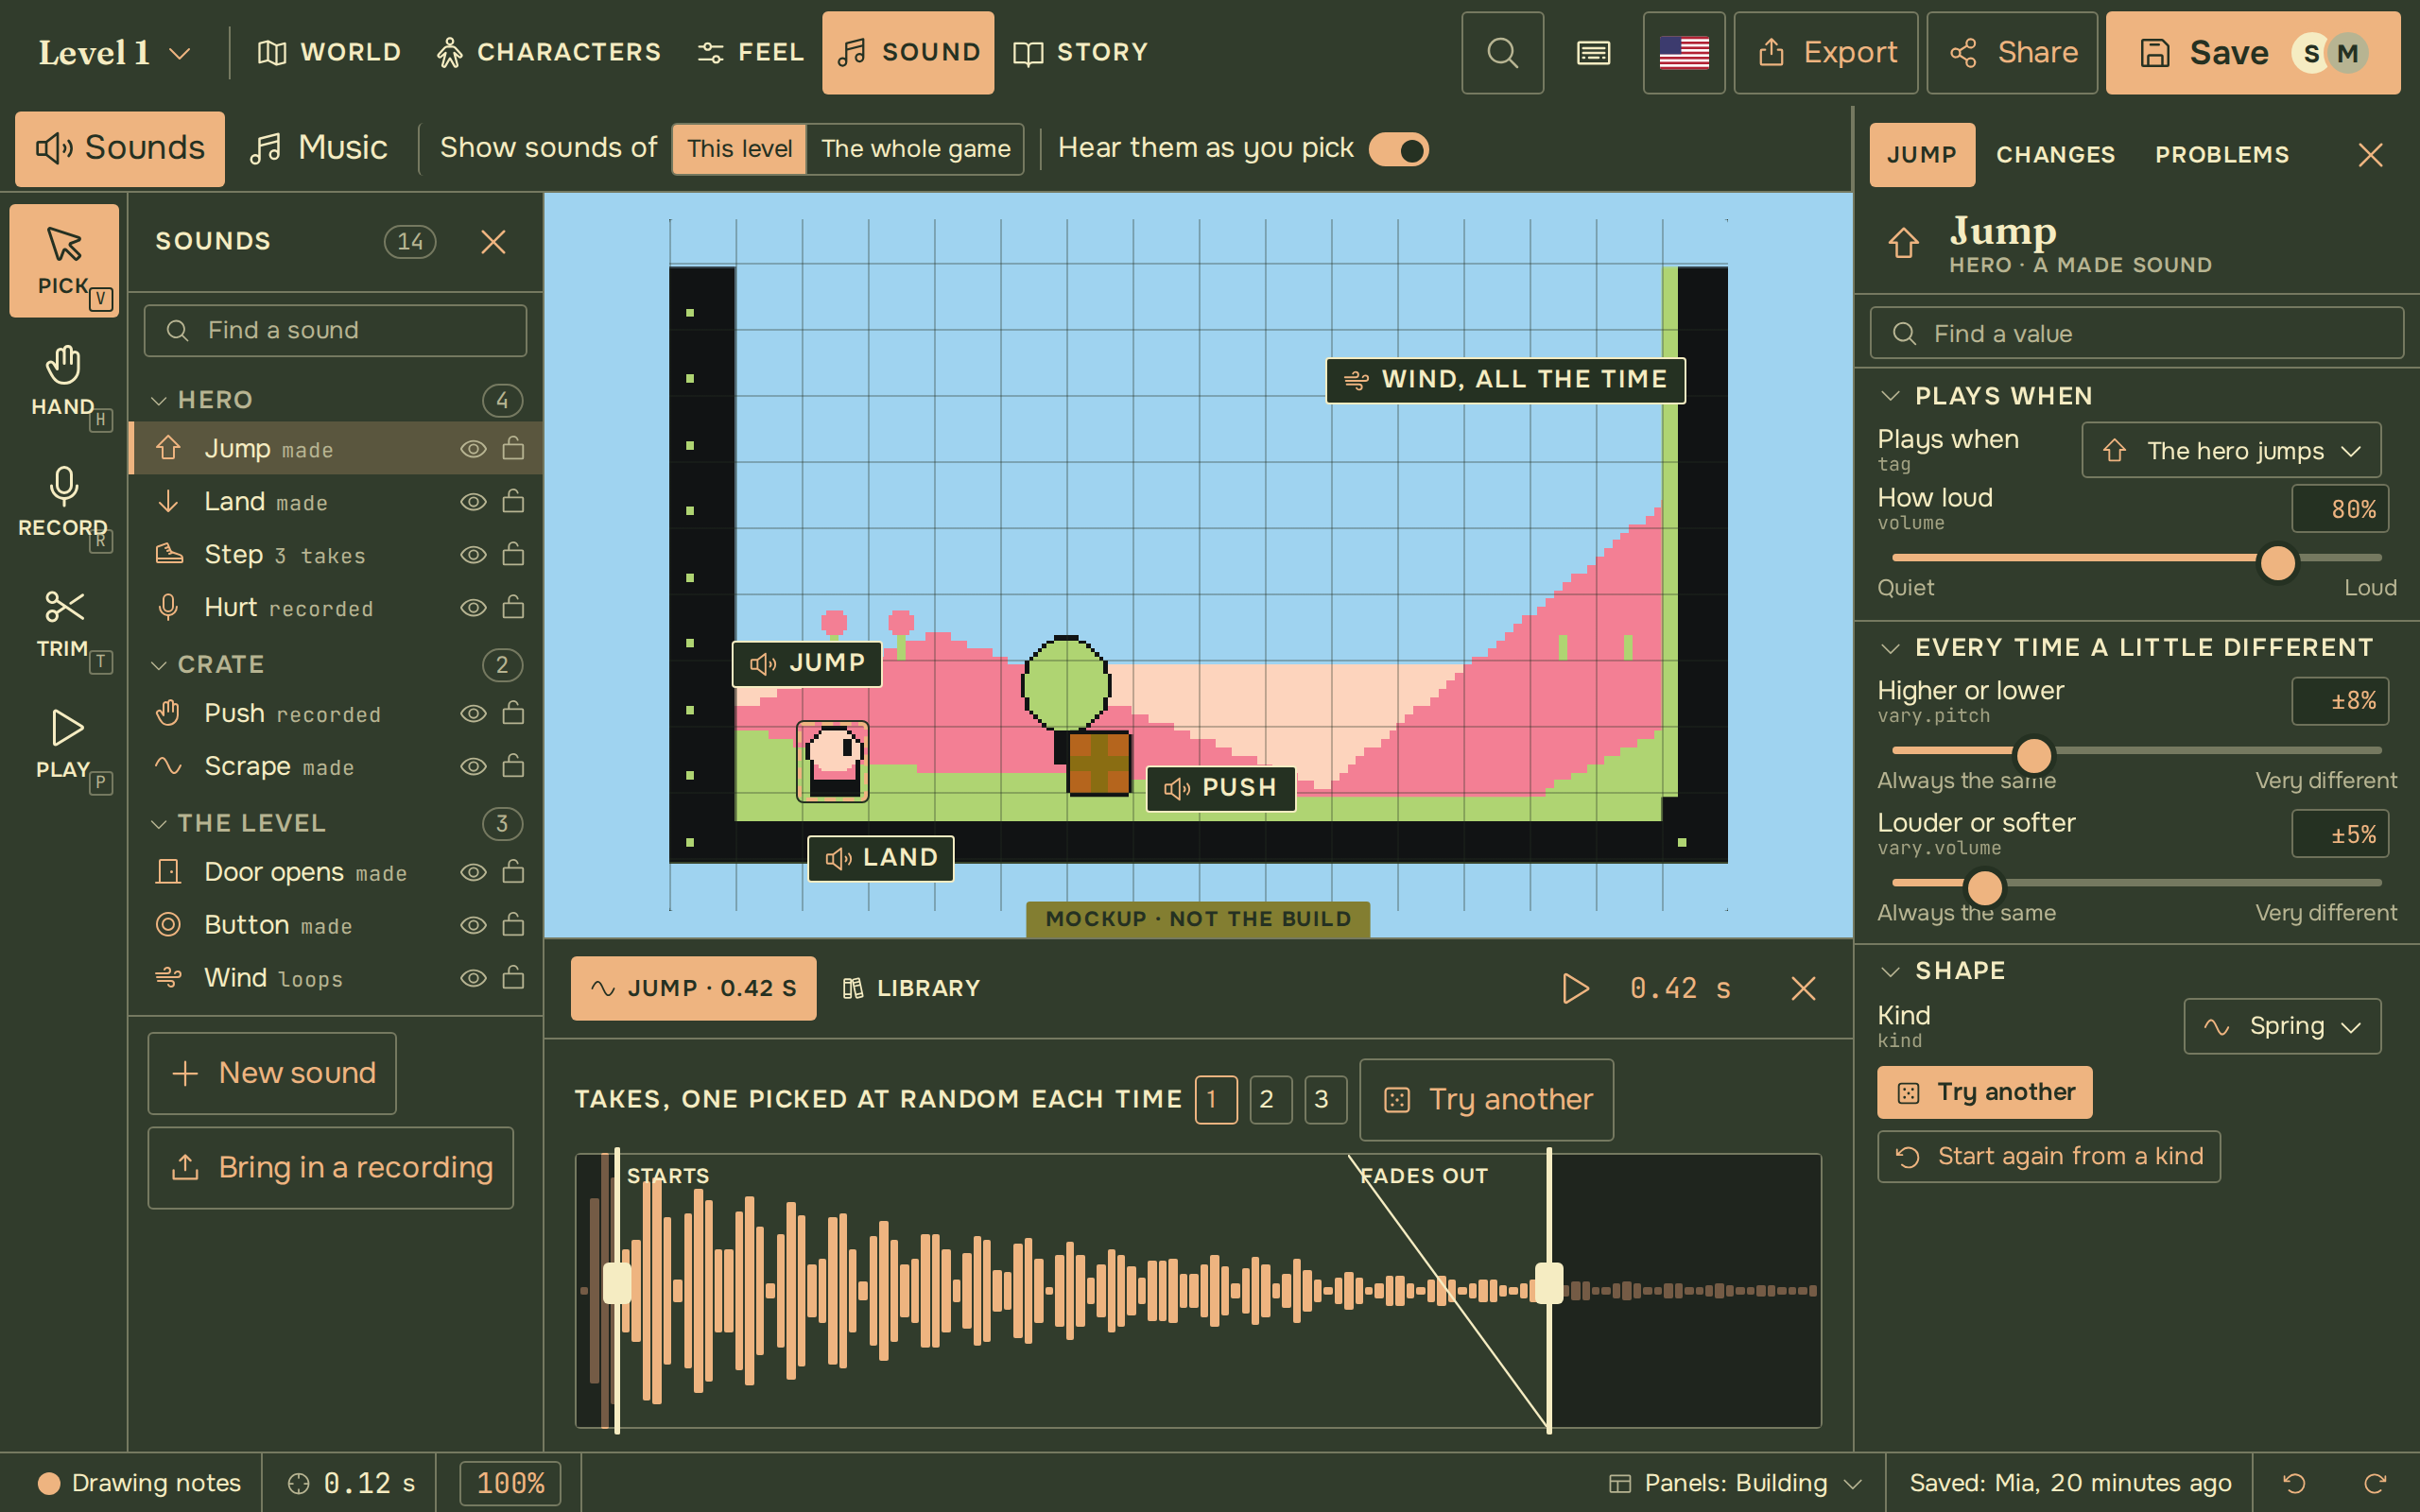 Level 1
WORLD
CHARACTERS
FEEL
SOUND
STORY
Export
Share
Save
S
M
Sounds
Music
Show sounds of
This level
The whole game
Hear them as you pick
JUMP
CHANGES
PROBLEMS
PICK
V
HAND
H
RECORD
R
TRIM
T
PLAY
P
SOUNDS
14
Find a sound
HERO
4
Jump made
Land made
Step 3 takes
Hurt recorded
CRATE
2
Push recorded
Scrape made
THE LEVEL
3
Door opens made
Button made
Wind loops
New sound
Bring in a recording
WIND, ALL THE TIME
JUMP
PUSH
LAND
MOCKUP · NOT THE BUILD
JUMP · 0.42 S
LIBRARY
0.42 s
TAKES, ONE PICKED AT RANDOM EACH TIME
1
2
3
Try another
STARTS
FADES OUT
Jump
HERO · A MADE SOUND
Find a value
PLAYS WHEN
Plays when
tag
The hero jumps
How loud
volume
80%
Quiet
Loud
EVERY TIME A LITTLE DIFFERENT
Higher or lower
vary.pitch
±8%
Always the same
Very different
Louder or softer
vary.volume
±5%
Always the same
Very different
SHAPE
Kind
kind
Spring
Try another
Start again from a kind
Drawing notes
0.12 s
100%
Panels: Building
Saved: Mia, 20 minutes ago